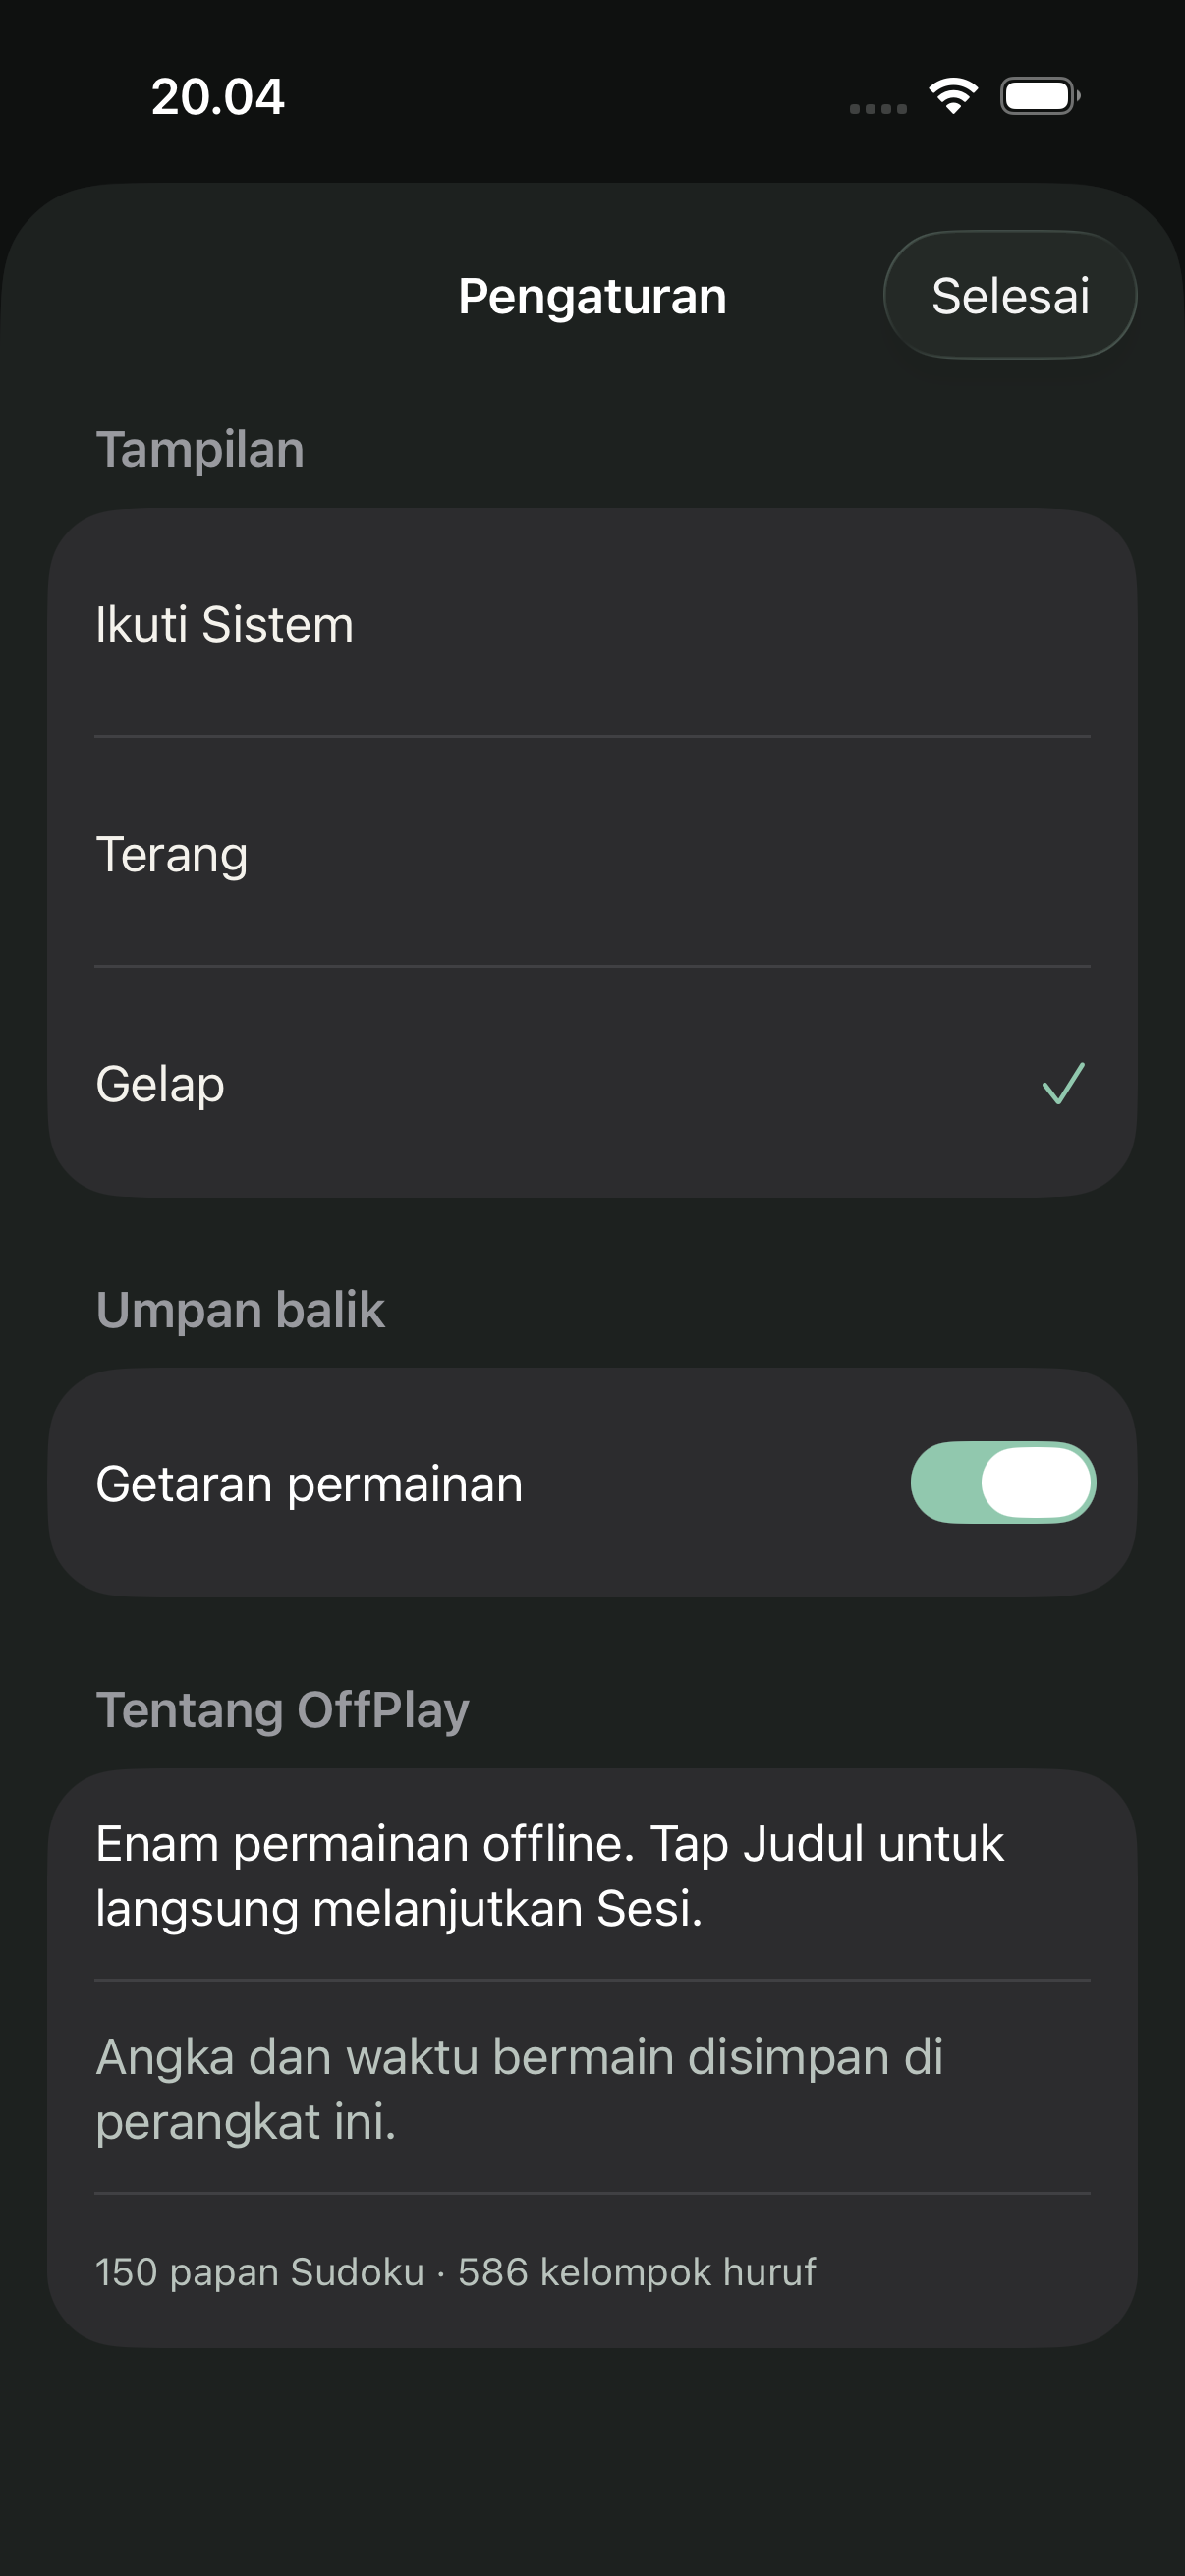 20.04
Pengaturan
Selesai
Tampilan
Ikuti Sistem
Terang
Gelap
Umpan balik
Getaran permainan
Tentang OffPlay
Enam permainan offline. Tap Judul untuk
langsung melanjutkan Sesi.
Angka dan waktu bermain disimpan di
perangkat ini.
150 papan Sudoku · 586 kelompok huruf